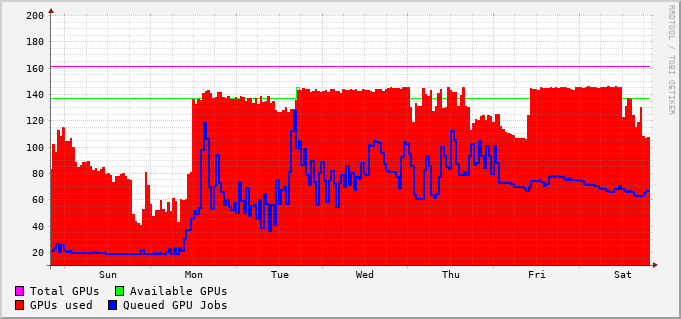 200
180
160
140
120
100
80
60
40
20
Sun Mon Tue Wed Thu Fri Sat
Total GPUs Available GPUs
GPUs used Queued GPU Jobs
RRDTOOL / TOBI OETIKER